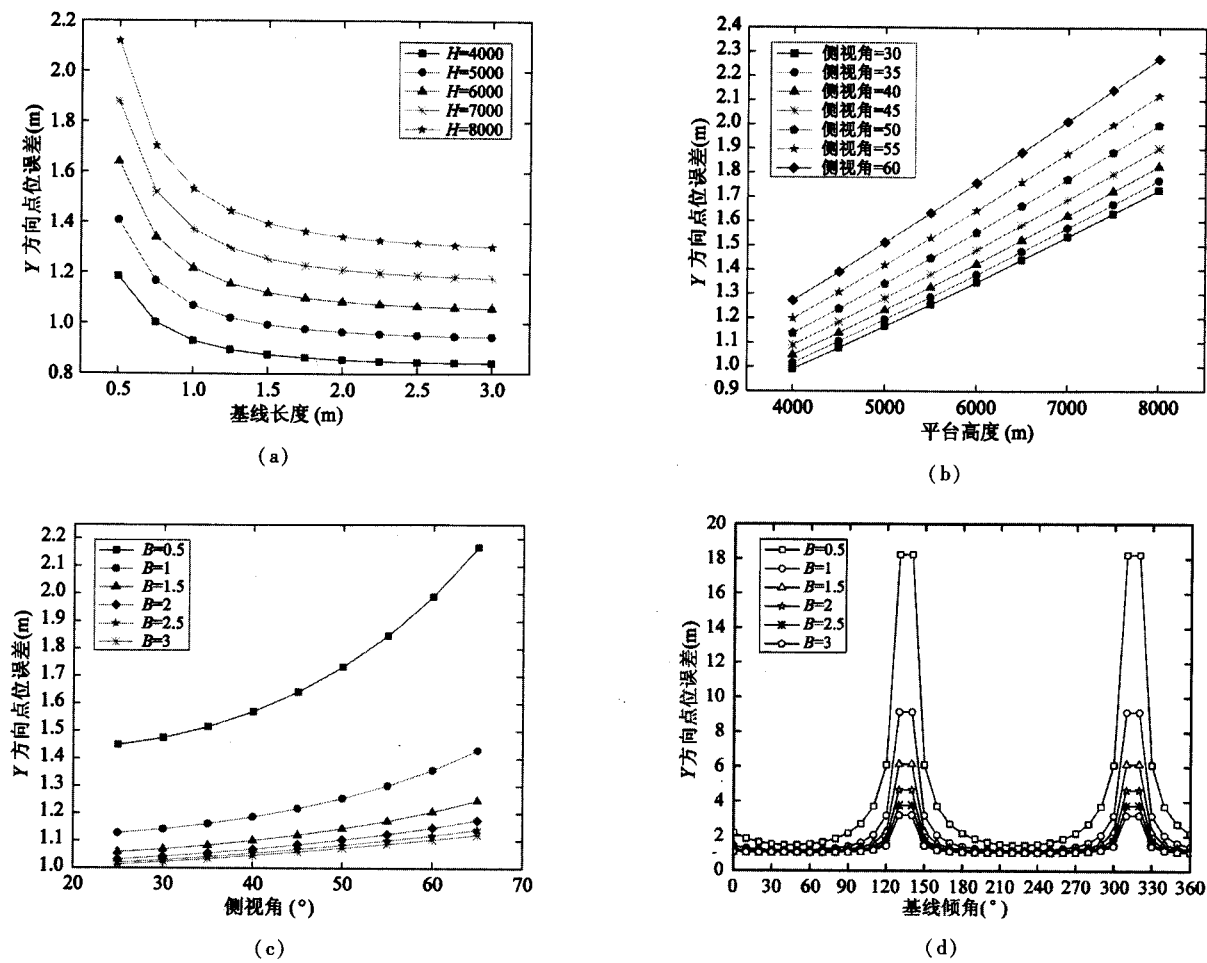 2.2
2.0
1.8
1.6
1.4
1.2
1.0
0.8
Y 方向点位误差(m)
H=4000
H=5000
H=6000
H=7000
H=8000
0.5 1.0 1.5 2.0 2.5 3.0
基线长度 (m)
(a)
2.4
2.3
2.2
2.1
2.0
1.9
1.8
1.7
1.6
1.5
1.4
1.3
1.2
1.1
1.0
0.9
Y 方向点位误差(m)
侧视角=30
侧视角=35
侧视角=40
侧视角=45
侧视角=50
侧视角=55
侧视角=60
4000 5000 6000 7000 8000
平台高度 (m)
(b)
2.2
2.1
2.0
1.9
1.8
1.7
1.6
1.5
1.4
1.3
1.2
1.1
1.0
Y 方向点位误差(m)
B=0.5
B=1
B=1.5
B=2
B=2.5
B=3
20 30 40 50 60 70
侧视角 (°)
(c)
20
18
16
14
12
10
8
6
4
2
0
Y方向点位误差(m)
B=0.5
B=1
B=1.5
B=2
B=2.5
B=3
0 30 60 90 120 150 180 210 240 270 300 330 360
基线倾角(°)
(d)